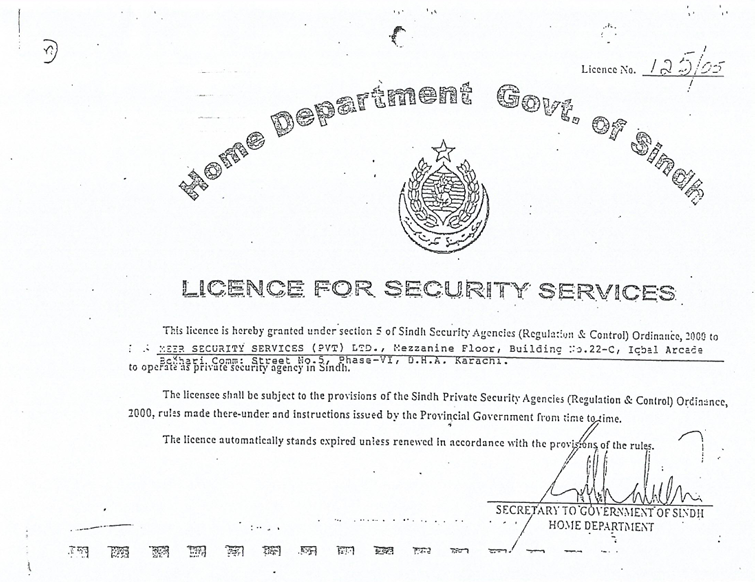 Licence No. 125/05
Home Department Govt. of Sindh
LICENCE FOR SECURITY SERVICES
This licence is hereby granted under section 5 of Sindh Security Agencies (Regulation & Control) Ordinance, 2000 to
MEER SECURITY SERVICES (PVT) LTD., Mezzanine Floor, Building No.22-C, Iqbal Arcade
Bokhari Comm: Street No.5, Phase-VI, D.H.A. Karachi.
to operate as private security agency in Sindh.
The licensee shall be subject to the provisions of the Sindh Private Security Agencies (Regulation & Control) Ordinance,
2000, rules made there-under and instructions issued by the Provincial Government from time to time.
The licence automatically stands expired unless renewed in accordance with the provisions of the rules.
SECRETARY TO GOVERNMENT OF SINDH
HOME DEPARTMENT